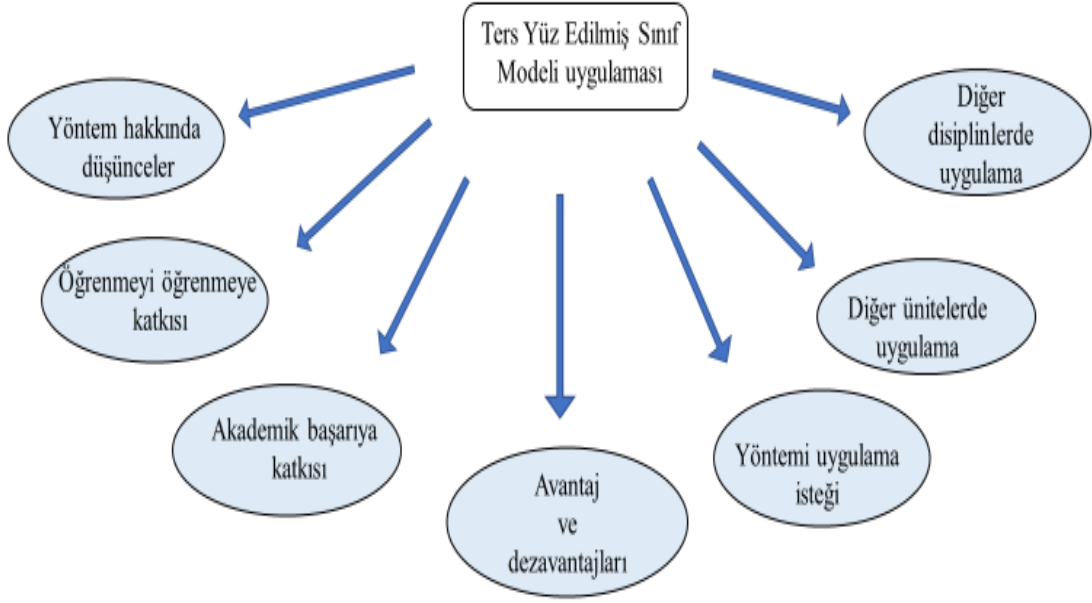 Ters Yüz Edilmiş Sınıf
Modeli uygulaması
Yöntem hakkında
düşünceler
Öğrenmeyi öğrenmeye
katkısı
Akademik başarıya
katkısı
Avantaj
ve
dezavantajları
Yöntemi uygulama
isteği
Diğer ünitelerde
uygulama
Diğer
disiplinlerde
uygulama